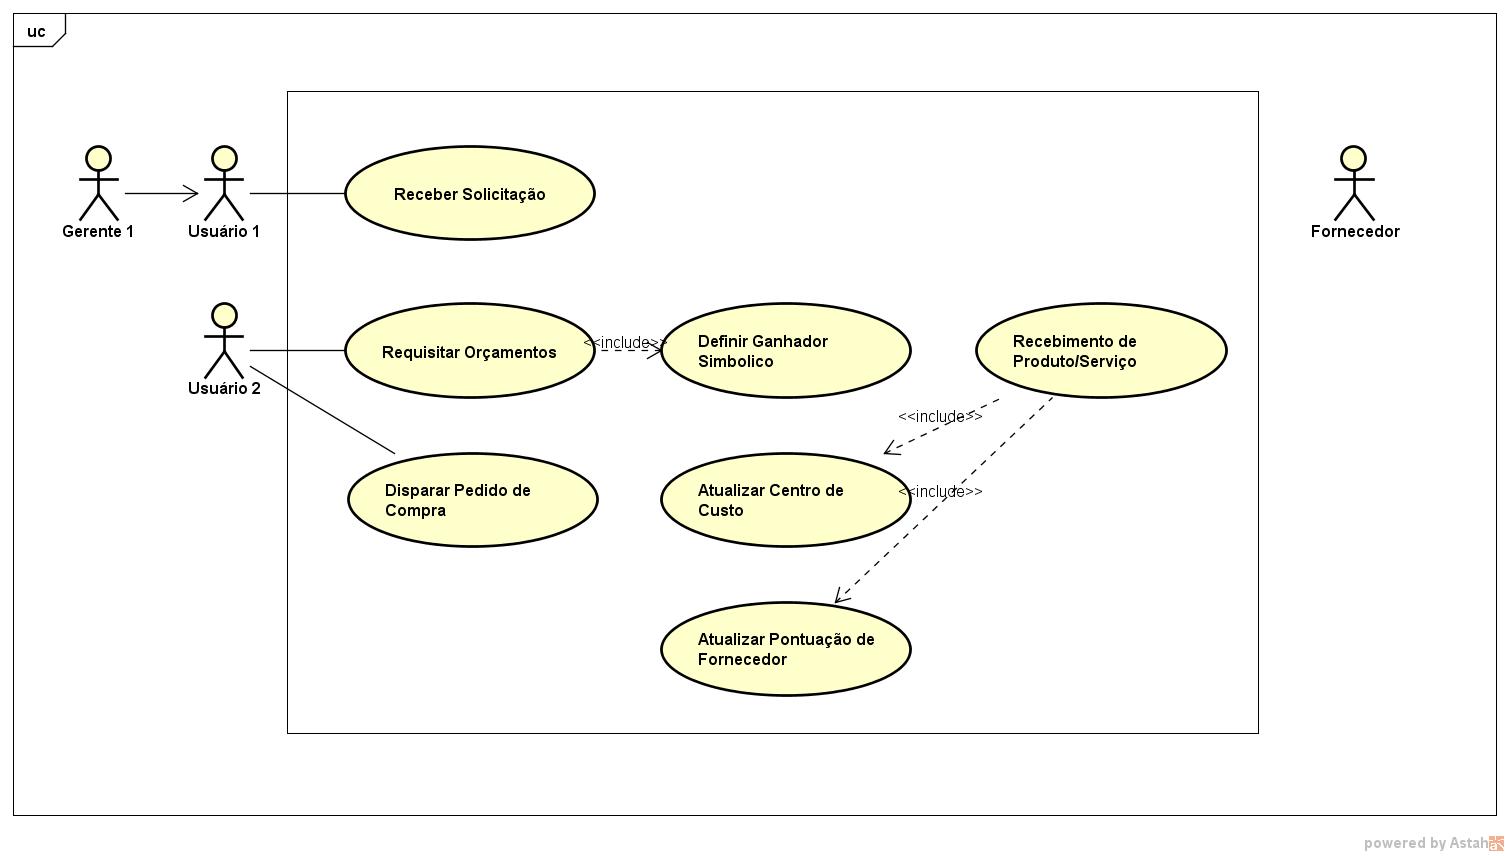 uc
Receber Solicitação
Gerente 1
Usuário 1
Fornecedor
Requisitar Orçamentos
<<include>>
Definir Ganhador
Simbolico
Recebimento de
Produto/Serviço
Usuário 2
<<include>>
Disparar Pedido de
Compra
Atualizar Centro de
Custo
<<include>>
Atualizar Pontuação de
Fornecedor
powered by Astah